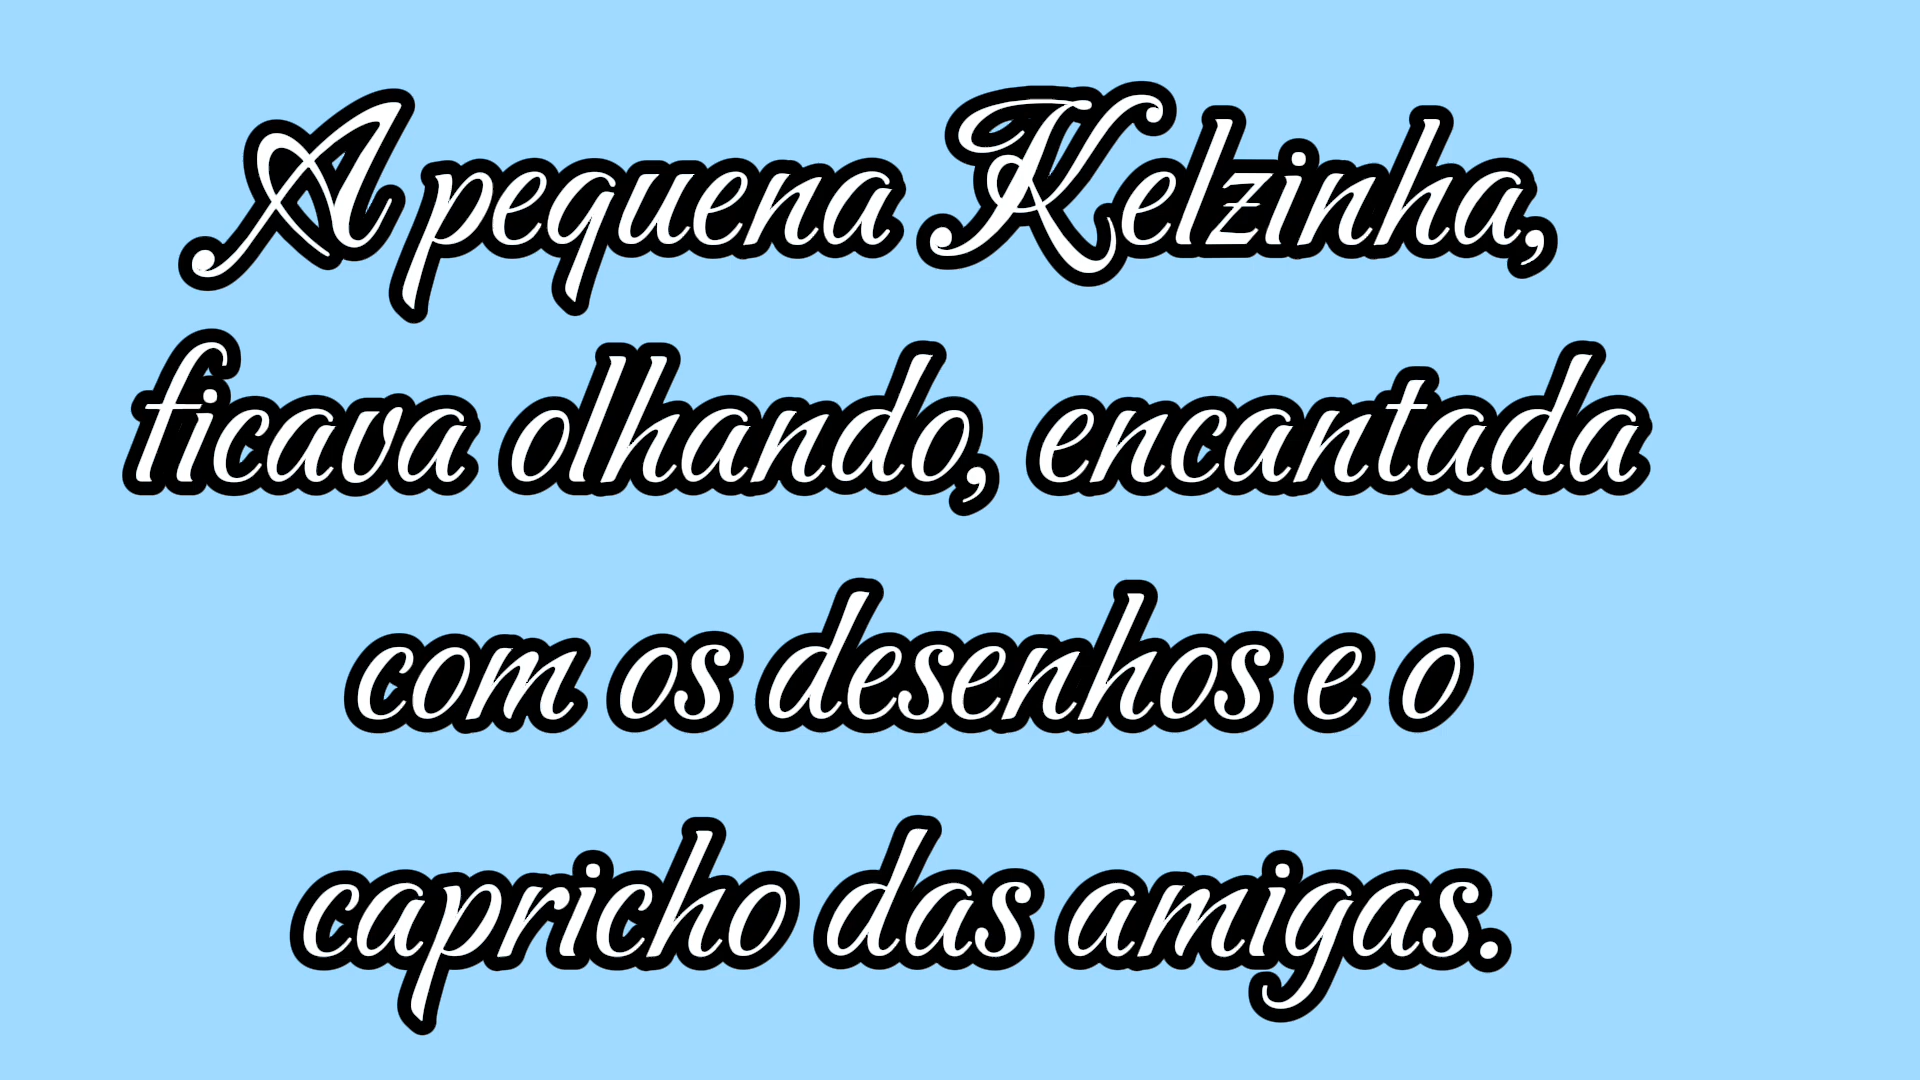 A pequena Kelzinha,
ficava olhando, encantada
com os desenhos e o
capricho das amigas.